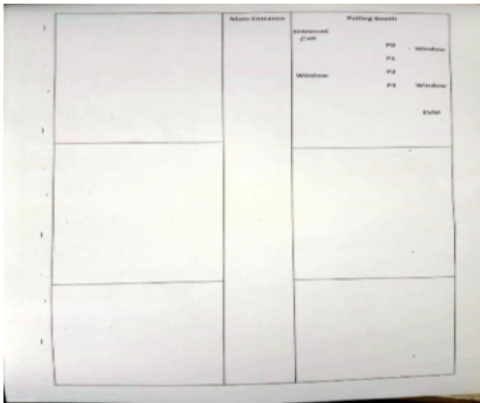 Main Entrance
Polling Booth
Entrance/
Exit
P0
Window
P1
P2
Window
P3
Window
EVM